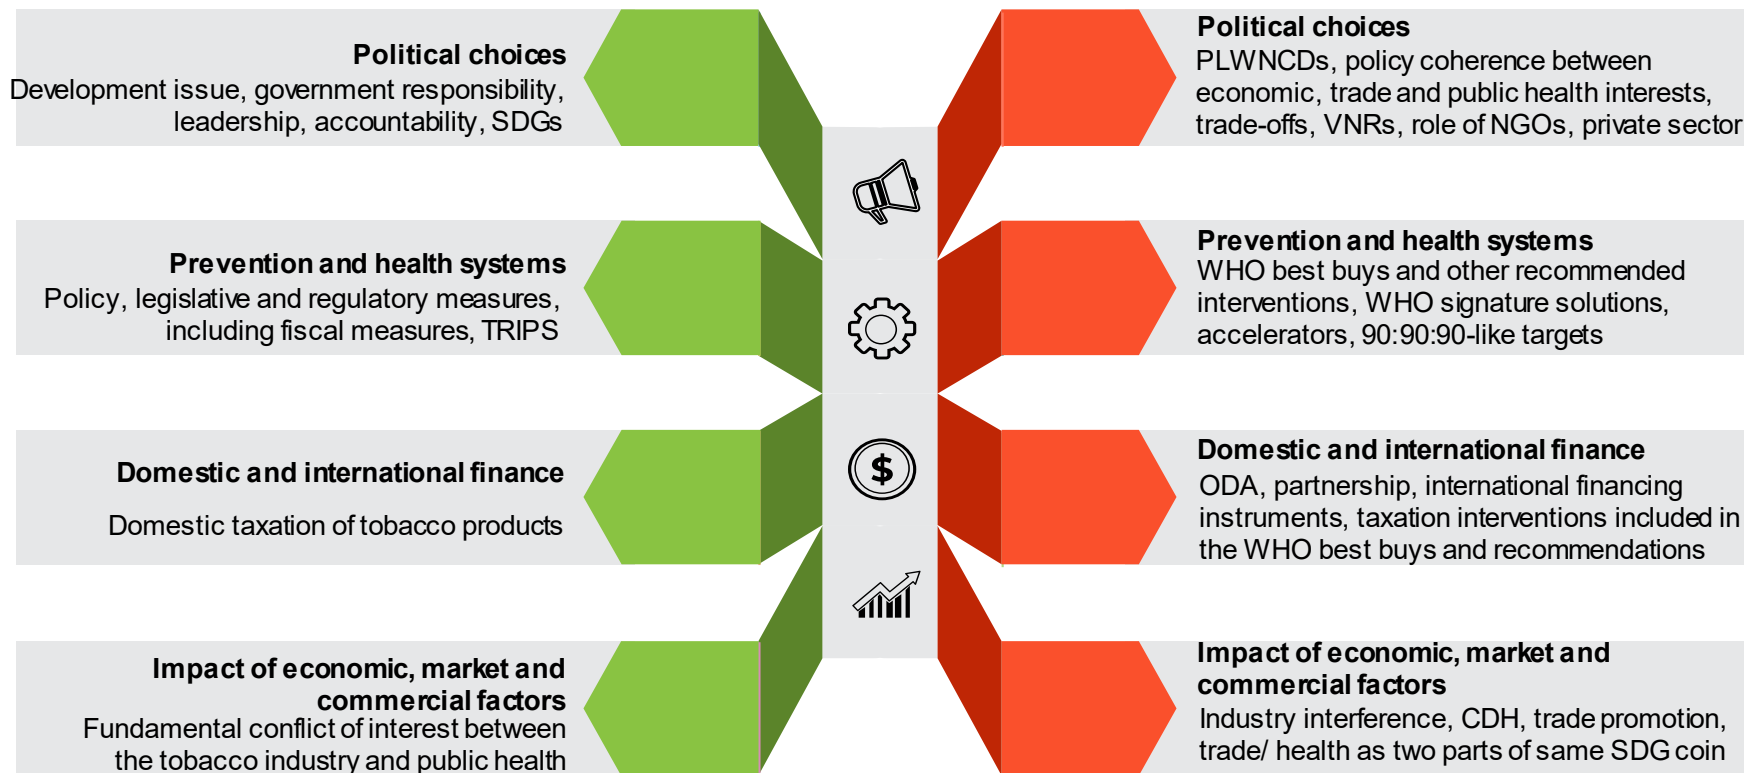 Political choices
Development issue, government responsibility,
leadership, accountability, SDGs
Prevention and health systems
Policy, legislative and regulatory measures,
including fiscal measures, TRIPS
Domestic and international finance
Domestic taxation of tobacco products
Impact of economic, market and
commercial factors
Fundamental conflict of interest between
the tobacco industry and public health
$
Political choices
PLWNCDs, policy coherence between
economic, trade and public health interests,
trade-offs, VNRs, role of NGOs, private sector
Prevention and health systems
WHO best buys and other recommended
interventions, WHO signature solutions,
accelerators, 90:90:90-like targets
Domestic and international finance
ODA, partnership, international financing
instruments, taxation interventions included in
the WHO best buys and recommendations
Impact of economic, market and
commercial factors
Industry interference, CDH, trade promotion,
trade/ health as two parts of same SDG coin